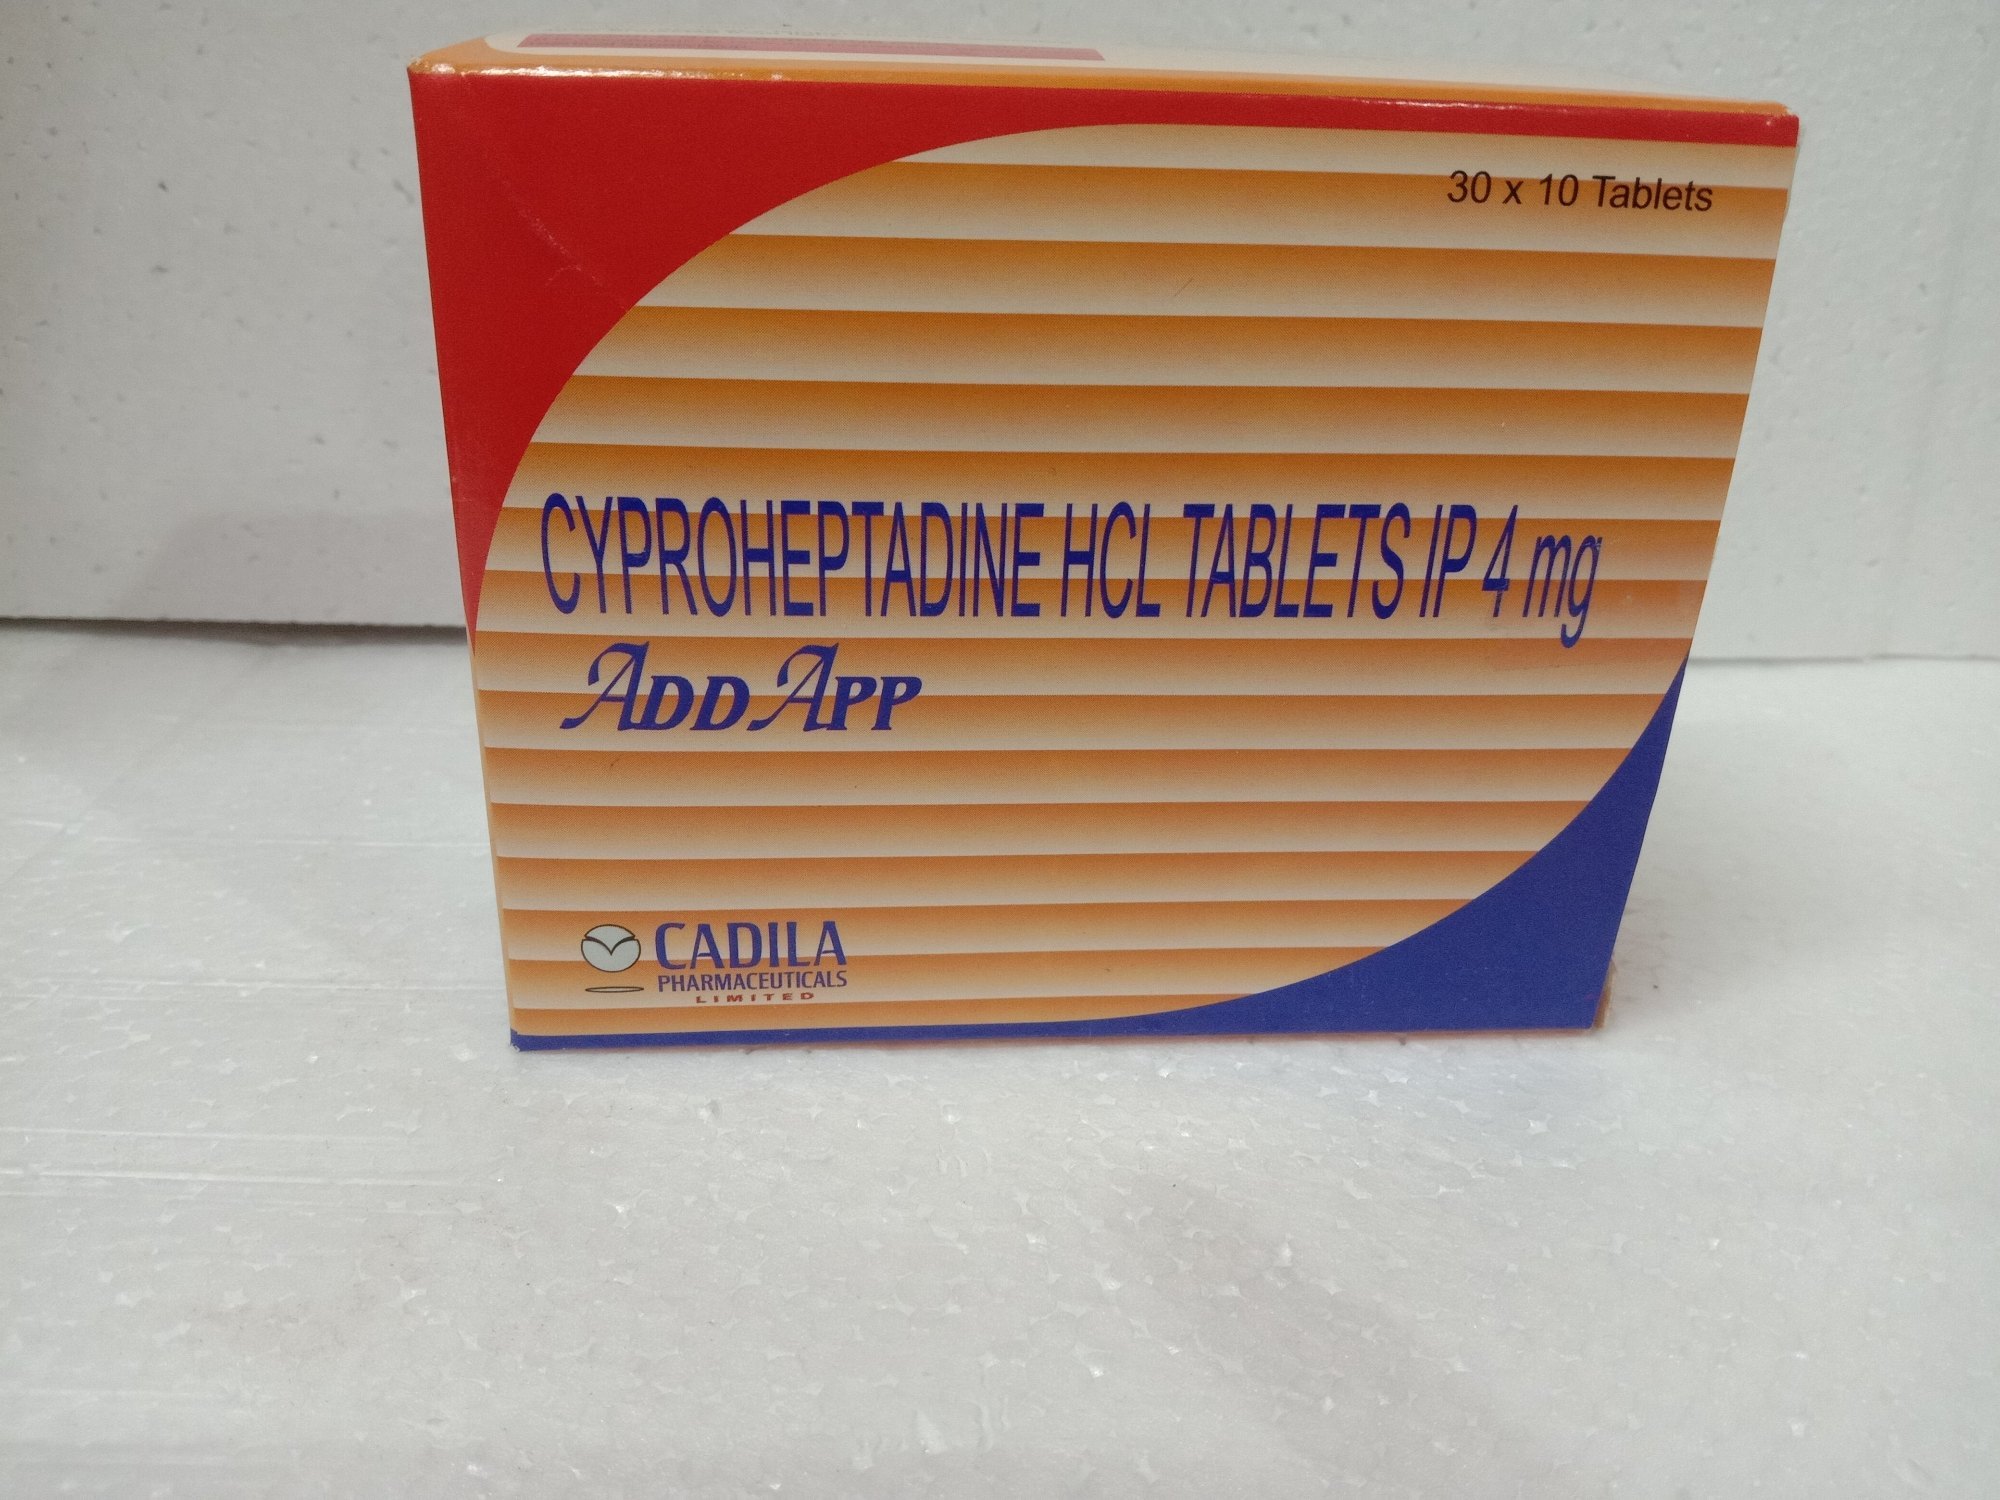 30 x 10 Tablets
CYPROHEPTADINE HCL TABLETS IP 4 mg
ADD APP
CADILA
PHARMACEUTICALS
LIMITED